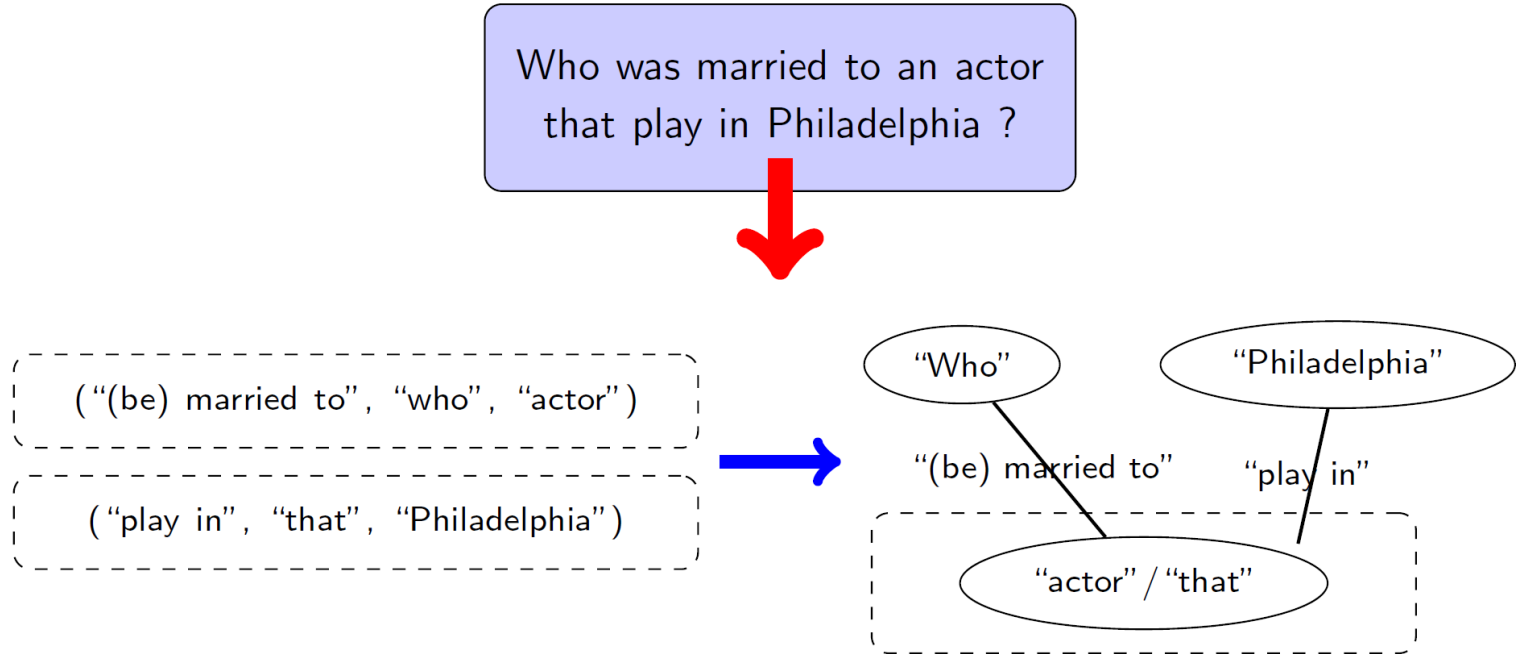 Who was married to an actor
that play in Philadelphia ?
(“(be) married to”, “who”, “actor”)
(“play in”, “that”, “Philadelphia”)
“Who”
“Philadelphia”
“(be) married to”
“play in”
“actor”/“that”